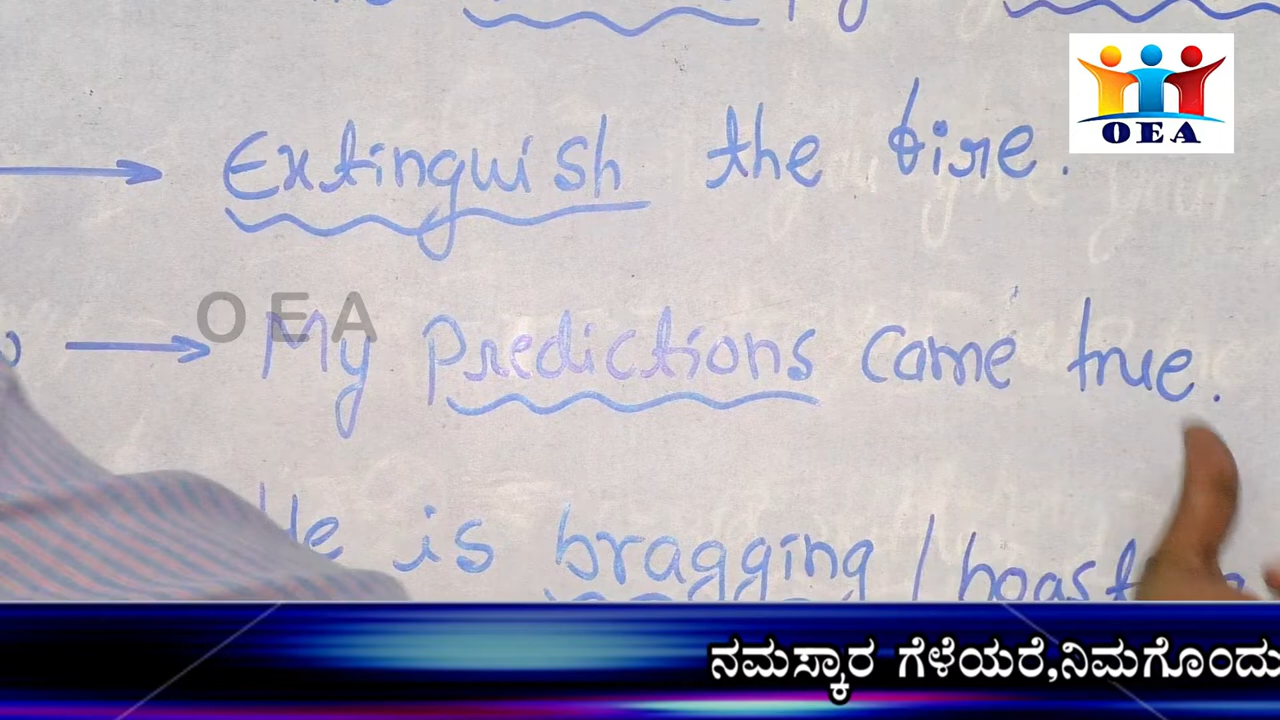 OEA
Extinguish the fire.
OEA
My predictions came true.
He is bragging /
ನಮಸ್ಕಾರ ಗೆಳೆಯರೆ,ನಿಮಗೊಂದು